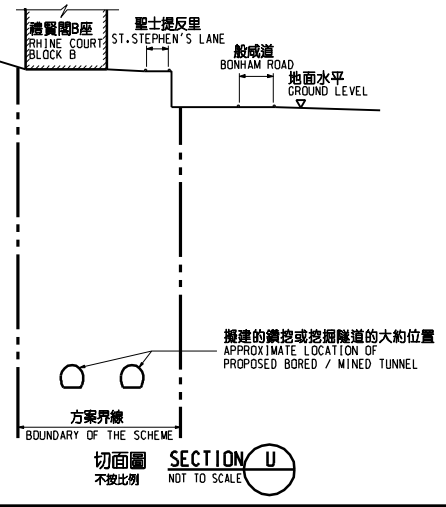 禮賢閣B座
RHINE COURT
BLOCK B
聖士提反里
ST.STEPHEN'S LANE
般咸道
BONHAM ROAD
地面水平
GROUND LEVEL
擬建的鑽挖或挖掘隧道的大約位置
APPROXIMATE LOCATION OF
PROPOSED BORED / MINED TUNNEL
方案界線
BOUNDARY OF THE SCHEME
切面圖 SECTION U
不按比例 NOT TO SCALE